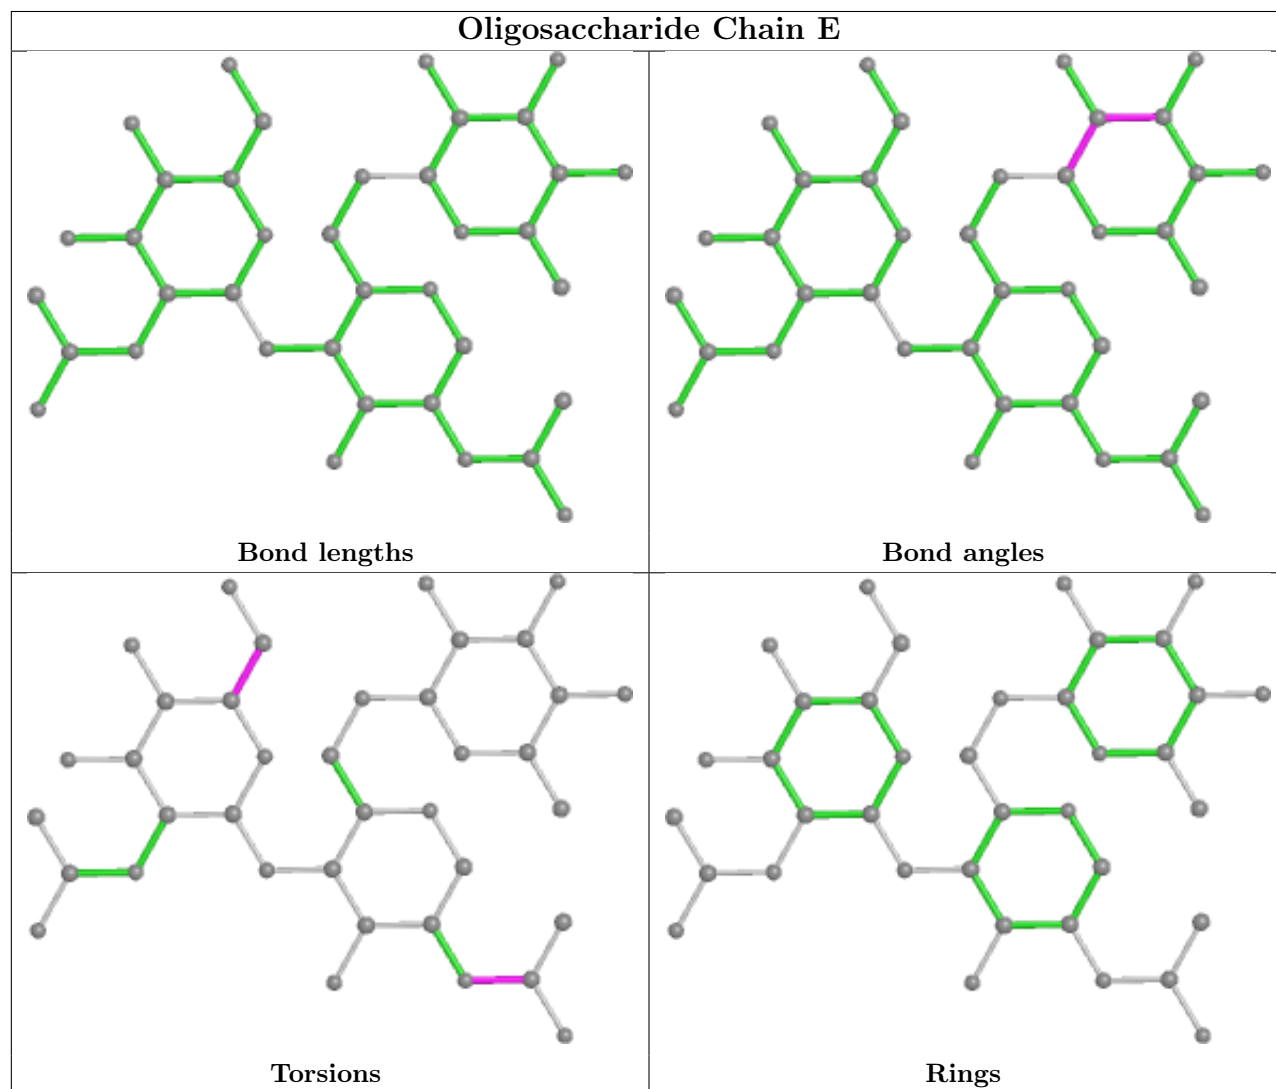 Oligosaccharide Chain E
Bond lengths
Bond angles
Torsions
Rings